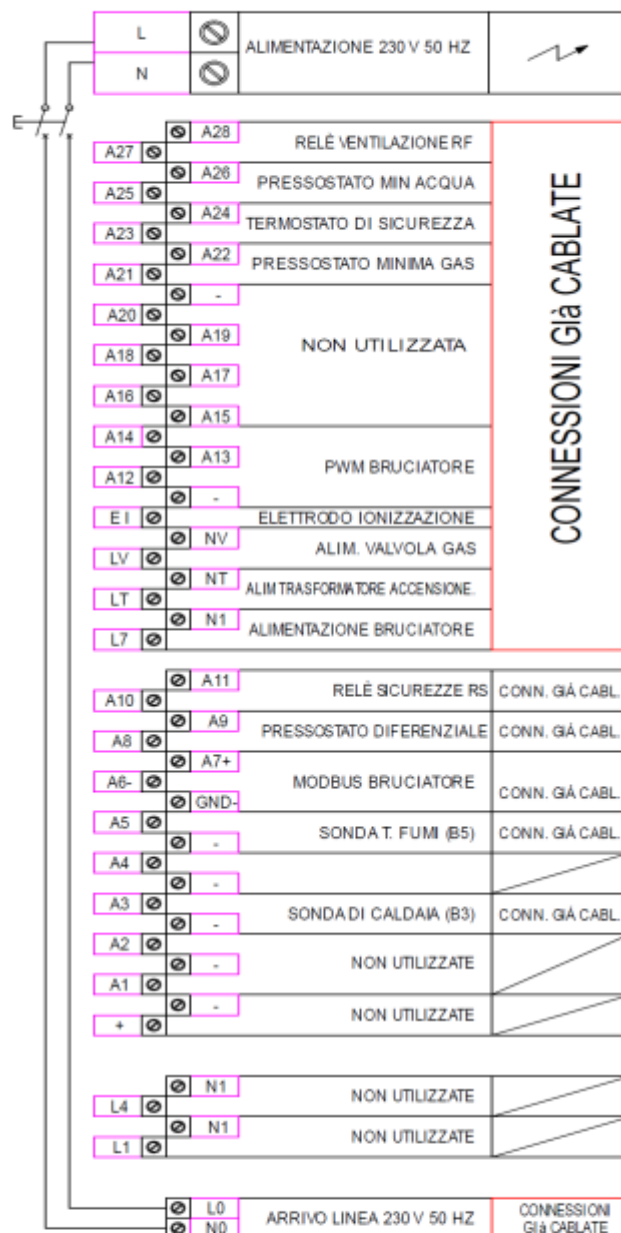 L
ALIMENTAZIONE 230 V 50 HZ
N
E
A28
RELÈ VENTILAZIONE RF
A27
A26
PRESSOSTATO MIN ACQUA
A25
A24
TERMOSTATO DI SICUREZZA
A23
A22
PRESSOSTATO MINIMA GAS
A21
-
A20
A19
NON UTILIZZATA
A18
A17
A16
A15
A14
A13
PWM BRUCIATORE
A12
-
EI
ELETTRODO IONIZZAZIONE
NV
ALIM. VALVOLA GAS
LV
NT
ALIM TRASFORMATORE ACCENSIONE.
LT
N1
ALIMENTAZIONE BRUCIATORE
L7
CONNESSIONI Già CABLATE
A11
RELÈ SICUREZZE RS
CONN. GIÀ CABL.
A10
A9
PRESSOSTATO DIFERENZIALE
CONN. GIÀ CABL.
A8
A7+
MODBUS BRUCIATORE
A6-
CONN. GIÀ CABL.
GND-
A5
SONDA T. FUMI (B5)
CONN. GIÀ CABL.
-
A4
-
A3
SONDA DI CALDAIA (B3)
CONN. GIÀ CABL.
-
A2
-
NON UTILIZZATE
A1
-
NON UTILIZZATE
+
N1
NON UTILIZZATE
L4
N1
NON UTILIZZATE
L1
L0
ARRIVO LINEA 230 V 50 HZ
CONNESSIONI
N0
Già CABLATE